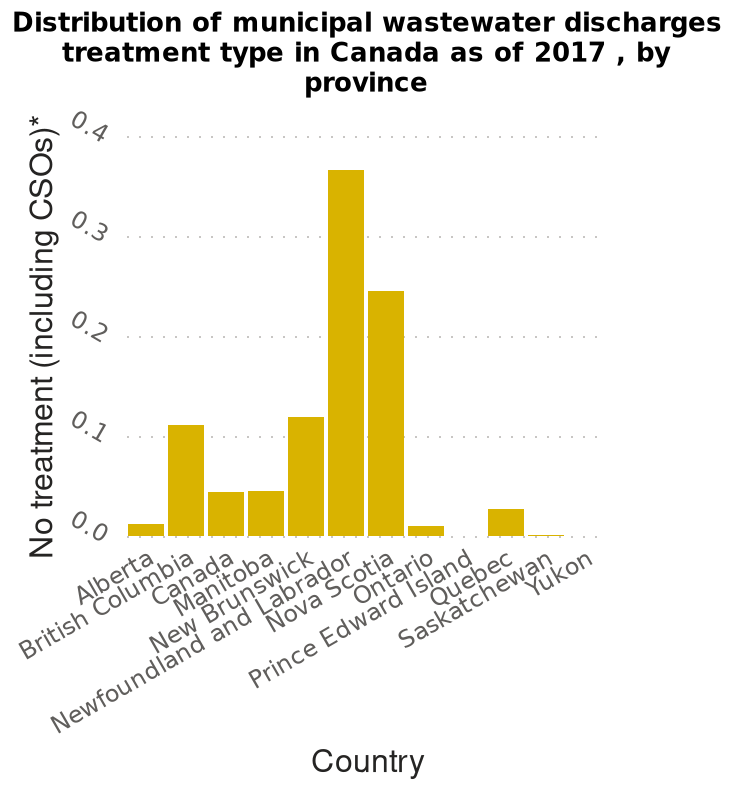 Distribution of municipal wastewater discharges
treatment type in Canada as of 2017 , by
province
No treatment (including CSOs)*
0.4
0.3
0.2
0.1
0.0
Alberta
British Columbia
Canada
Manitoba
New Brunswick
Newfoundland and Labrador
Nova Scotia
Ontario
Prince Edward Island
Quebec
Saskatchewan
Yukon
Country